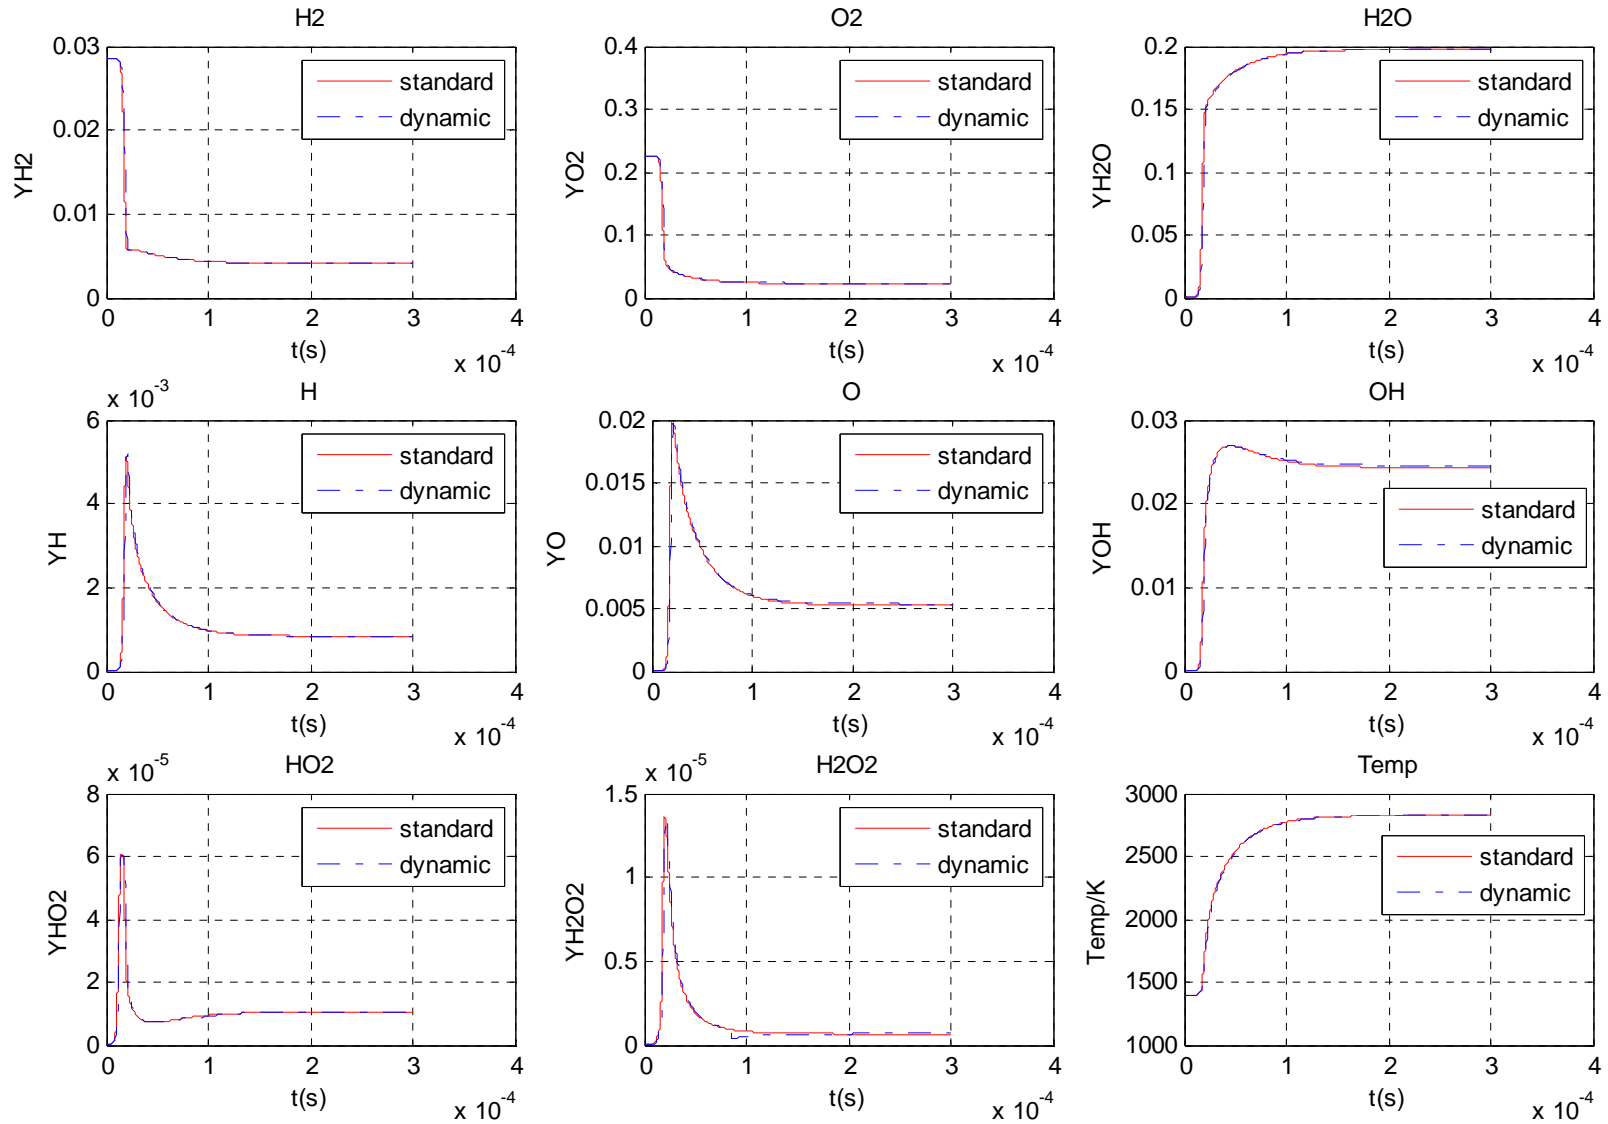 H2
O2
H2O
0.03
0.02
0.01
0
YH2
standard
dynamic
0 1 2 3 4
t(s)
x 10-4
0.4
0.3
0.2
0.1
0
YO2
standard
dynamic
0 1 2 3 4
t(s)
x 10-4
0.2
0.15
0.1
0.05
0
YH2O
standard
dynamic
0 1 2 3 4
t(s)
x 10-4
x 10-3
H
6
4
2
0
YH
standard
dynamic
0 1 2 3 4
t(s)
x 10-4
O
0.02
0.015
0.01
0.005
0
YO
standard
dynamic
0 1 2 3 4
t(s)
x 10-4
OH
0.03
0.02
0.01
0
YOH
standard
dynamic
0 1 2 3 4
t(s)
x 10-4
x 10-5
HO2
8
6
4
2
0
YHO2
standard
dynamic
0 1 2 3 4
t(s)
x 10-4
x 10-5
H2O2
1.5
1
0.5
0
YH2O2
standard
dynamic
0 1 2 3 4
t(s)
x 10-4
Temp
3000
2500
2000
1500
1000
Temp/K
standard
dynamic
0 1 2 3 4
t(s)
x 10-4